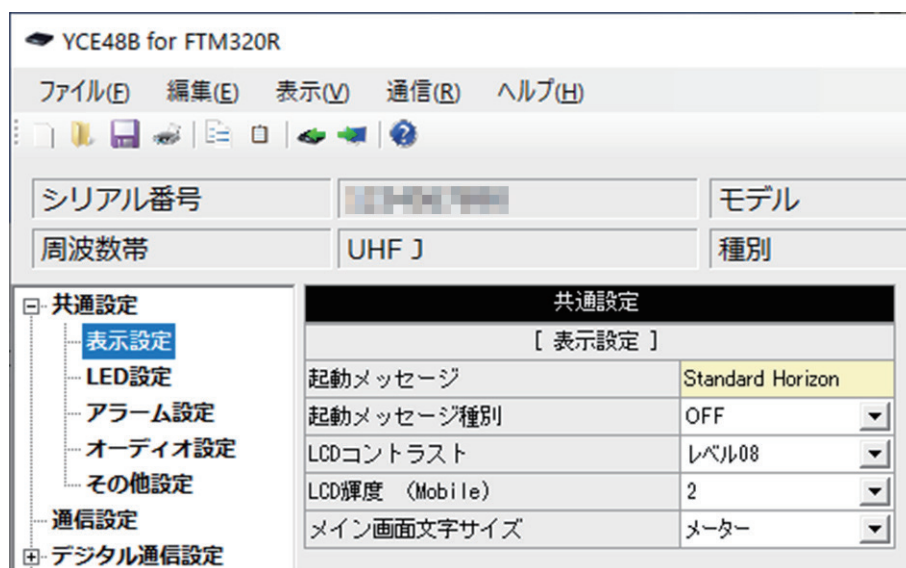 YCE48B for FTM320R
ファイル(F) 編集(E) 表示(V) 通信(R) ヘルプ(H)
シリアル番号 モデル
周波数帯 UHF J 種別
共通設定
表示設定
LED設定
アラーム設定
オーディオ設定
その他設定
通信設定
デジタル通信設定
共通設定
[ 表示設定 ]
起動メッセージ Standard Horizon
起動メッセージ種別 OFF
LCDコントラスト レベル08
LCD輝度 (Mobile) 2
メイン画面文字サイズ メーター